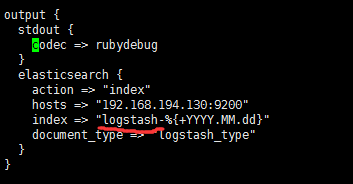 output {
  stdout {
    codec => rubydebug
  }
  elasticsearch {
    action => "index"
    hosts => "192.168.194.130:9200"
    index => "logstash-%{+YYYY.MM.dd}"
    document_type => "logstash_type"
  }
}